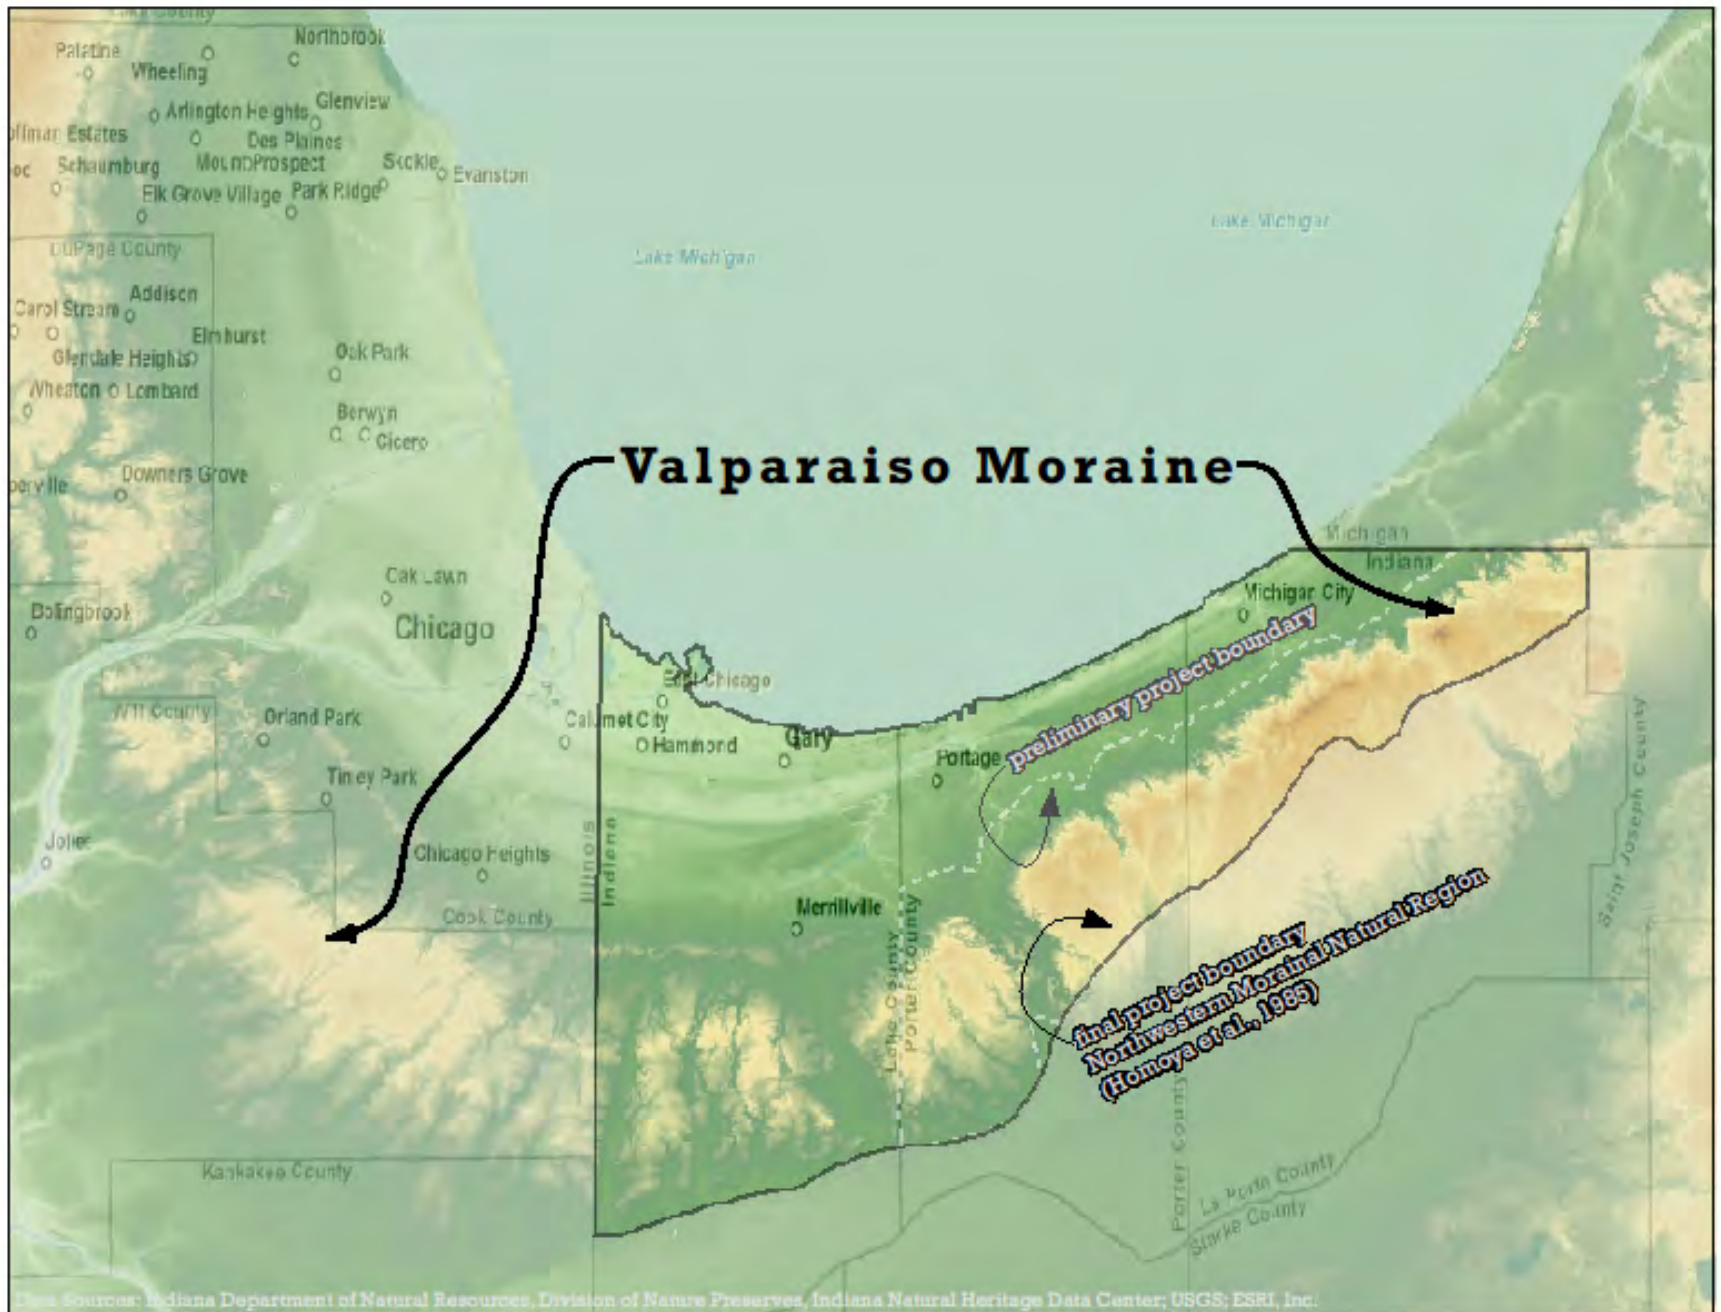 Palatine
Northbrook
Wheeling
Arlington Heights
Glenview
Des Plaines
Schaumburg
Mount Prospect
Skokie
Evanston
Elk Grove Village
Park Ridge
DuPage County
Lake Michigan
Lake Michigan
Addison
Carol Stream
Elmhurst
Glendale Heights
Oak Park
Wheaton
Lombard
Berwyn
Cicero
Downers Grove
Valparaiso Moraine
Michigan
Indiana
Oak Lawn
Bolingbrook
Chicago
Michigan City
preliminary project boundary
East Chicago
Will County
Orland Park
Calumet City
Hammond
Gary
Portage
Tinley Park
Joliet
Chicago Heights
Illinois
Indiana
Cook County
Merrillville
Lake County
Porter County
Saint Joseph County
final project boundary
Northwestern Morainal Natural Region
(Homoya et al., 1985)
Kankakee County
Porter County
La Porte County
Starke County
Data Sources: Indiana Department of Natural Resources, Division of Nature Preserves, Indiana Natural Heritage Data Center; USGS; ESRI, Inc.